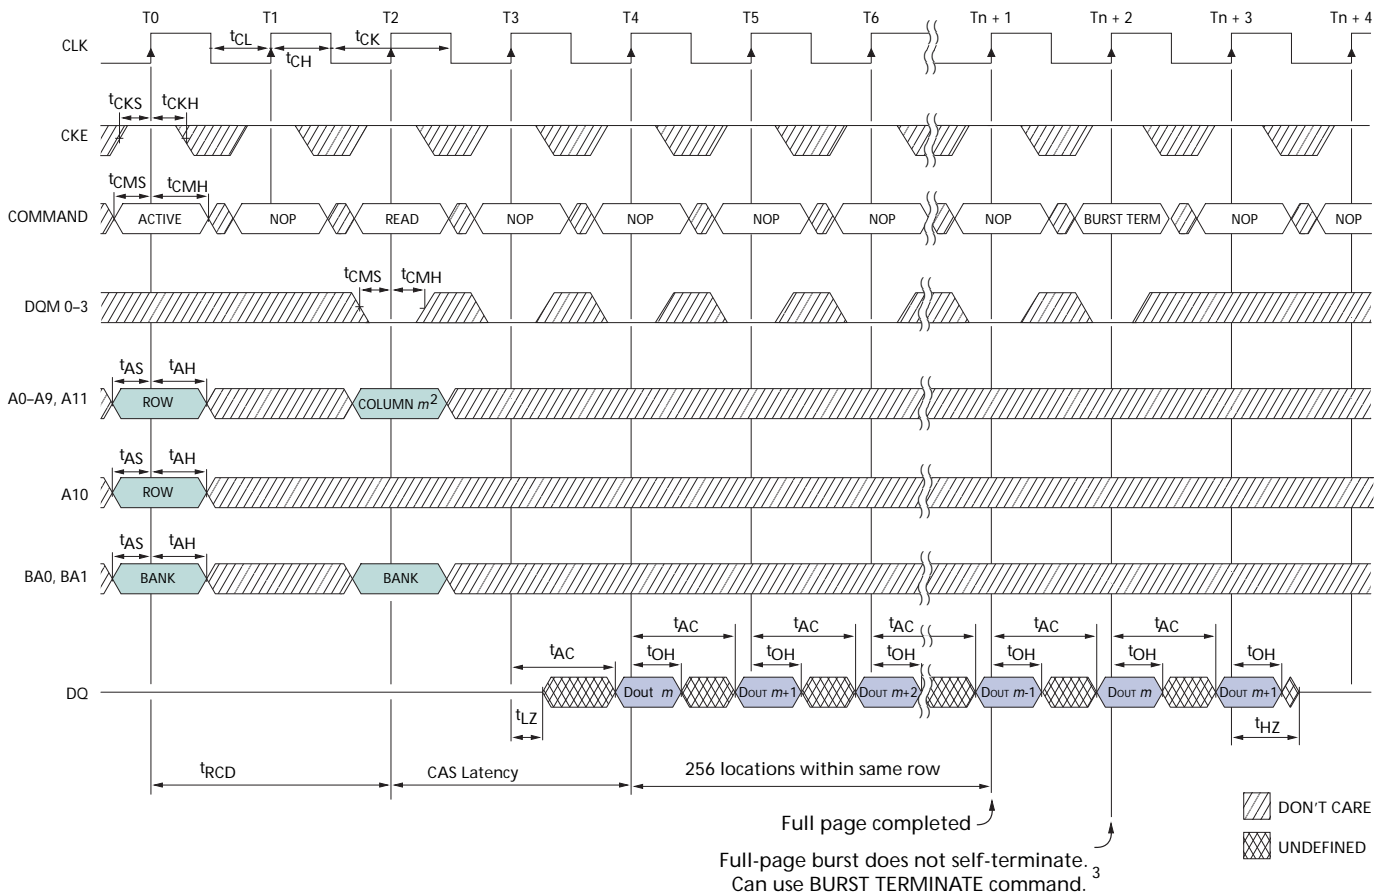 T0 T1 T2 T3 T4 T5 T6 Tn + 1 Tn + 2 Tn + 3 Tn + 4
CLK tCL tCH tCK
tCKS tCKH
CKE
tCMS tCMH
COMMAND ACTIVE NOP READ NOP NOP NOP NOP NOP BURST TERM NOP NOP
tCMS tCMH
DQM 0–3
tAS tAH
A0–A9, A11 ROW COLUMN m2
tAS tAH
A10 ROW
tAS tAH
BA0, BA1 BANK BANK
tAC tAC tAC tAC tAC tAC
tOH tOH tOH tOH tOH tOH
DQ Dout m DOUT m+1 DOUT m+2 DOUT m-1 DOUT m DOUT m+1
tLZ tHZ
tRCD CAS Latency 256 locations within same row
Full page completed
Full-page burst does not self-terminate. 3
Can use BURST TERMINATE command.
DON'T CARE
UNDEFINED